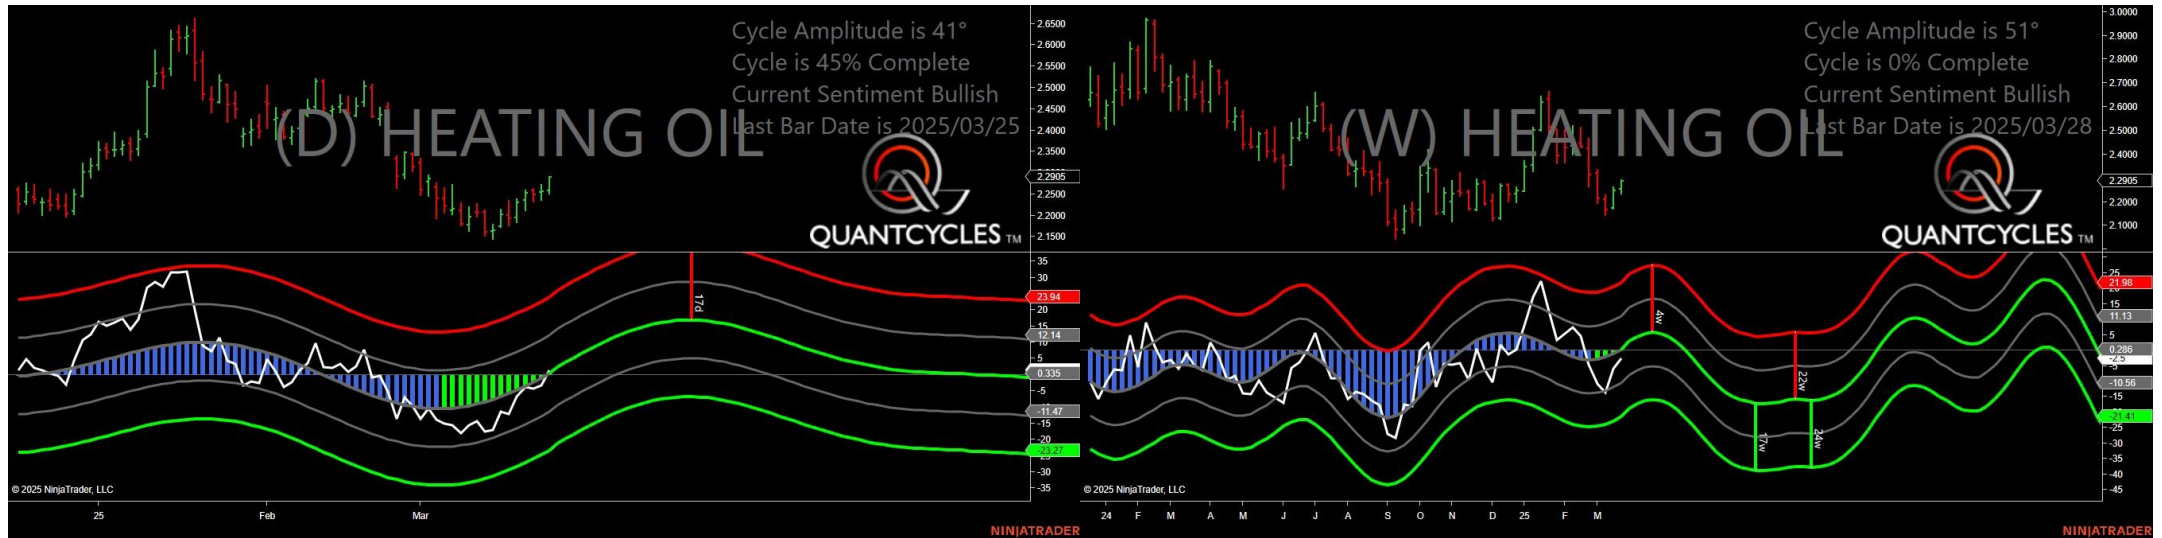 Cycle Amplitude is 41°
Cycle is 45% Complete
Current Sentiment Bullish
Last Bar Date is 2025/03/25
(D) HEATING OIL
QUANTCYCLES TM
2.6500
2.6000
2.5500
2.5000
2.4500
2.4000
2.3500
2.2905
2.2500
2.2000
2.1500
35
30
23.94
20
15
12.14
10
5
0.335
-5
-11.47
-15
-20
-23.27
-30
-35
17d
© 2025 NinjaTrader, LLC
25 Feb Mar
NINJATRADER
Cycle Amplitude is 51°
Cycle is 0% Complete
Current Sentiment Bullish
Last Bar Date is 2025/03/28
(W) HEATING OIL
QUANTCYCLES TM
3.0000
2.9000
2.8000
2.7000
2.6000
2.5000
2.4000
2.2905
2.2000
2.1000
25
21.98
15
11.13
5
0.286
-2.5
-5
-10.56
-15
-21.41
-25
-30
-35
-40
-45
4w
22w
17w
24w
© 2025 NinjaTrader, LLC
24 F M A M J J A S O N D 25 F M
NINJATRADER